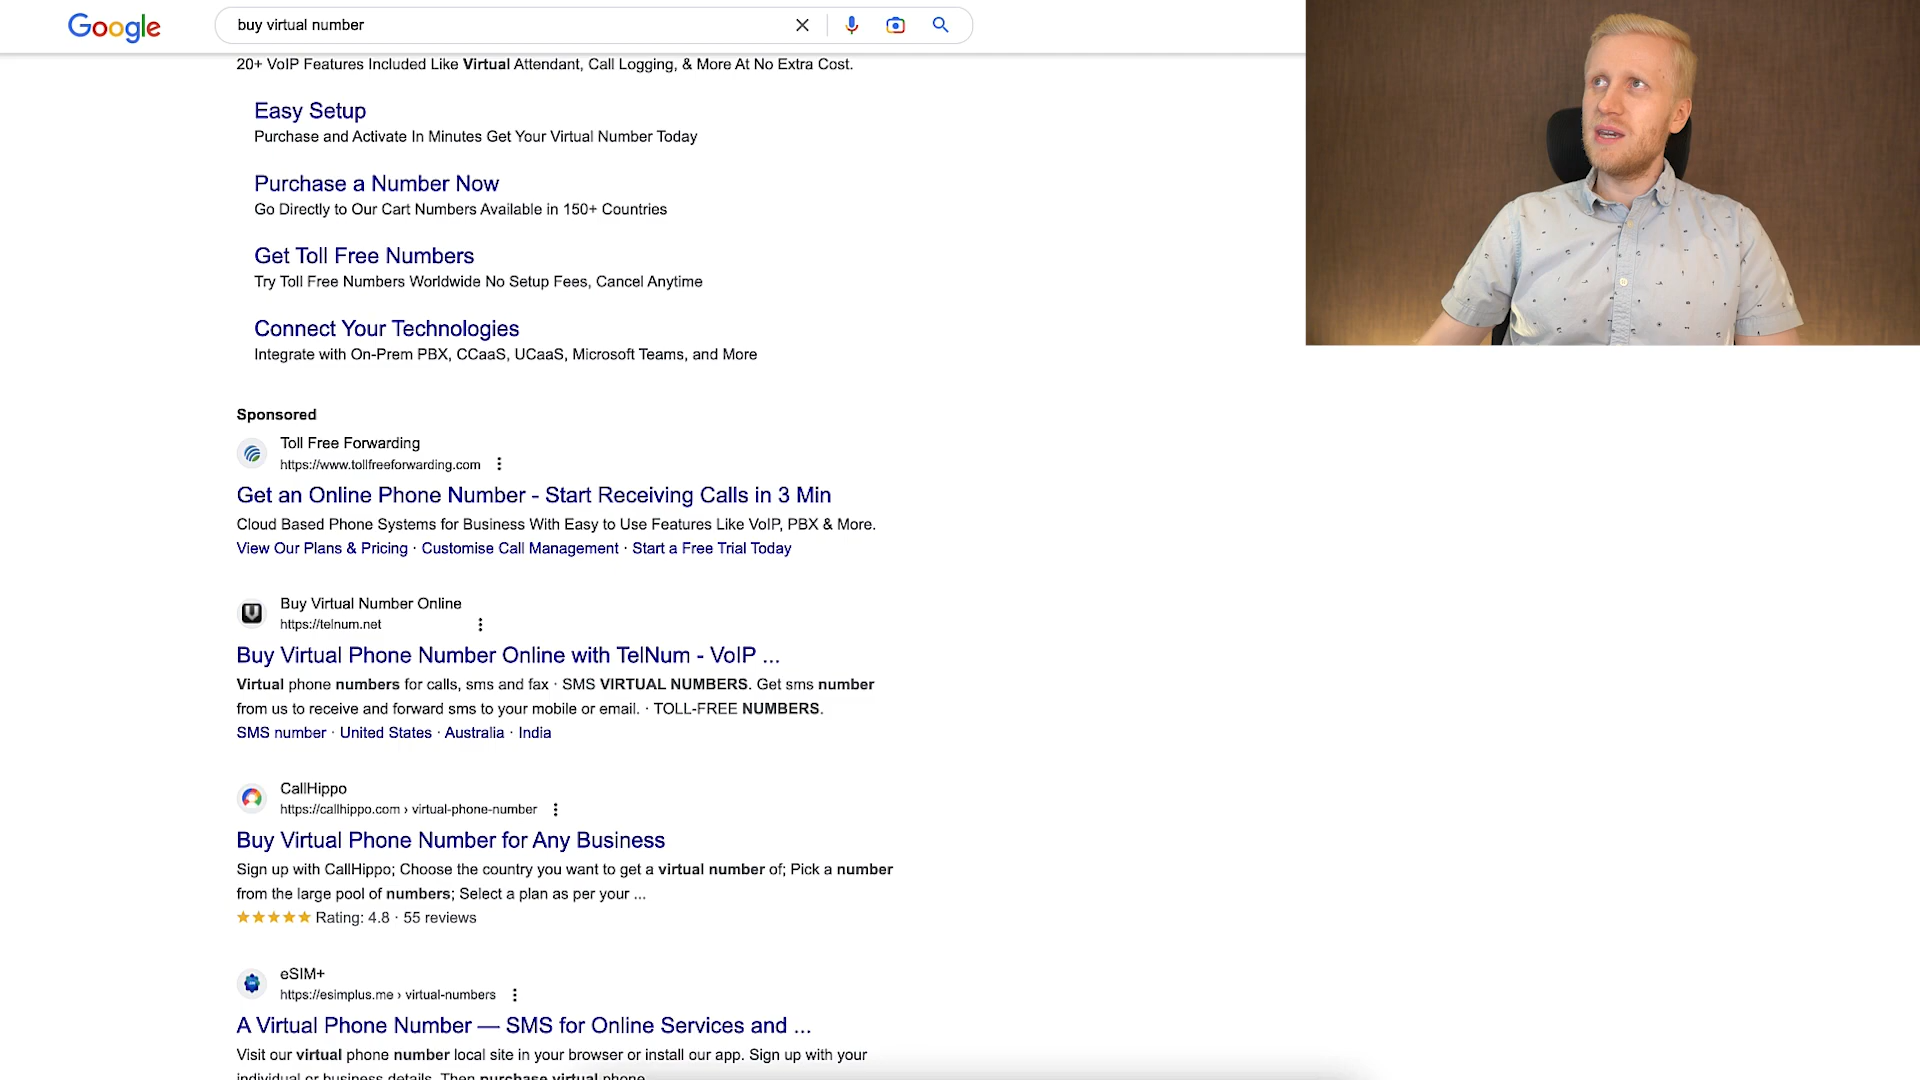 Google
buy virtual number
20+ VoIP Features Included Like Virtual Attendant, Call Logging, & More At No Extra Cost.
Easy Setup
Purchase and Activate In Minutes Get Your Virtual Number Today
Purchase a Number Now
Go Directly to Our Cart Numbers Available in 150+ Countries
Get Toll Free Numbers
Try Toll Free Numbers Worldwide No Setup Fees, Cancel Anytime
Connect Your Technologies
Integrate with On-Prem PBX, CCaaS, UCaaS, Microsoft Teams, and More
Sponsored
Toll Free Forwarding
https://www.tollfreeforwarding.com
Get an Online Phone Number - Start Receiving Calls in 3 Min
Cloud Based Phone Systems for Business With Easy to Use Features Like VoIP, PBX & More.
View Our Plans & Pricing · Customise Call Management · Start a Free Trial Today
Buy Virtual Number Online
https://telnum.net
Buy Virtual Phone Number Online with TelNum - VoIP ...
Virtual phone numbers for calls, sms and fax · SMS VIRTUAL NUMBERS. Get sms number
from us to receive and forward sms to your mobile or email. · TOLL-FREE NUMBERS.
SMS number · United States · Australia · India
CallHippo
https://callhippo.com › virtual-phone-number
Buy Virtual Phone Number for Any Business
Sign up with CallHippo; Choose the country you want to get a virtual number of; Pick a number
from the large pool of numbers; Select a plan as per your ...
Rating: 4.8 · 55 reviews
eSIM+
https://esimplus.me › virtual-numbers
A Virtual Phone Number — SMS for Online Services and ...
Visit our virtual phone number local site in your browser or install our app. Sign up with your
individual or business details. Then purchase virtual phone